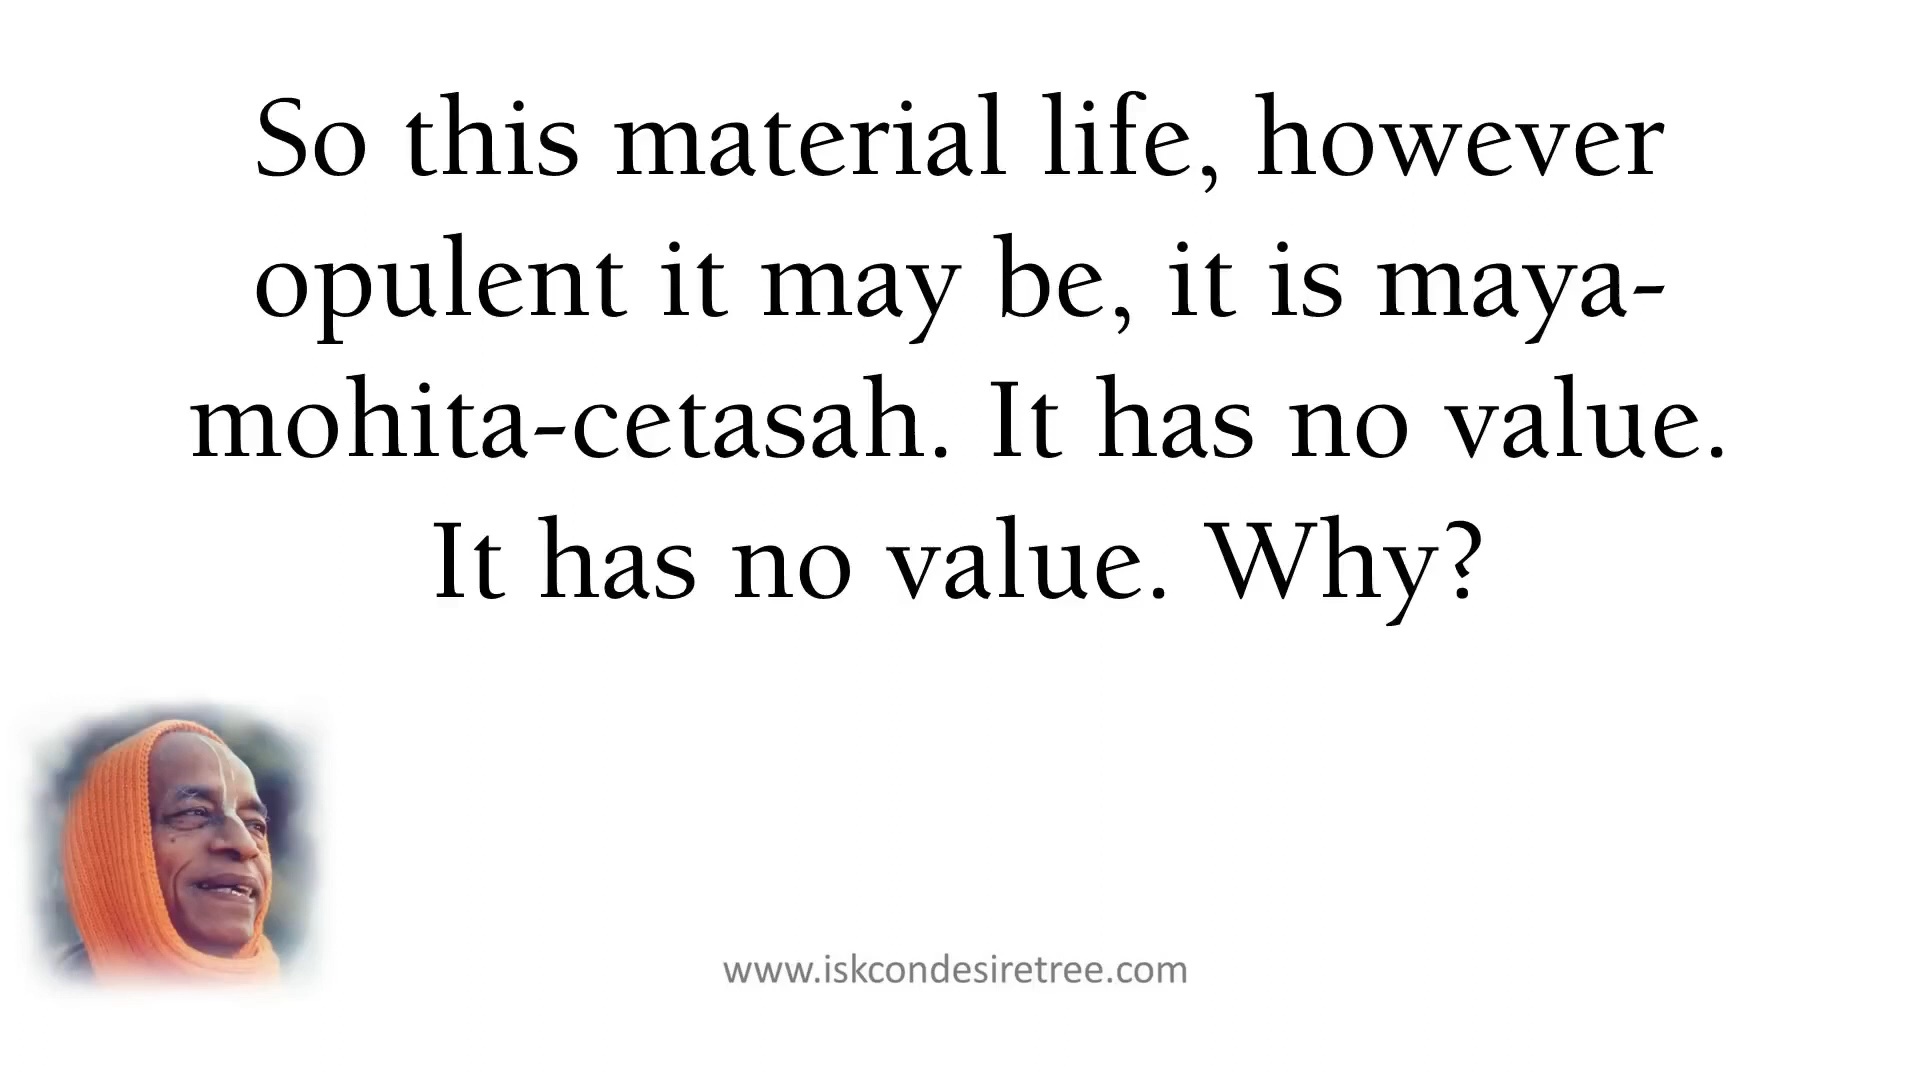 So this material life, however
opulent it may be, it is maya-
mohita-cetasah. It has no value.
It has no value. Why?
www.iskcondesiretree.com